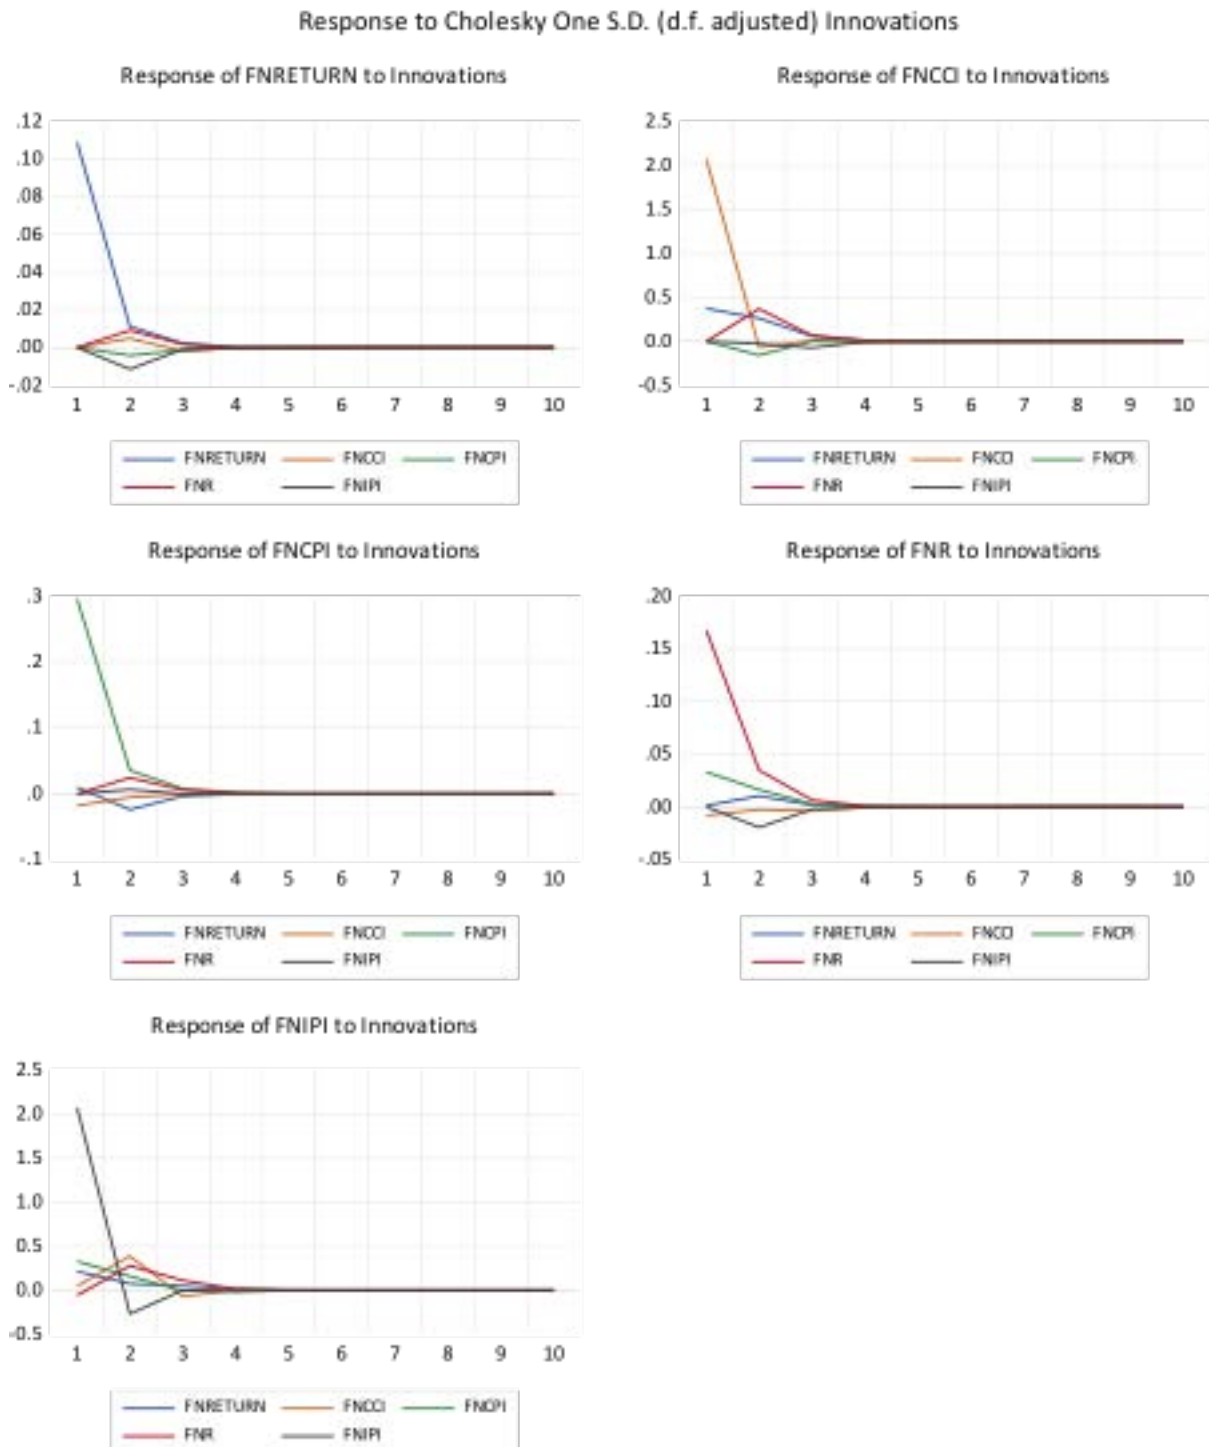 Response to Cholesky One S.D. (d.f. adjusted) Innovations
Response of FNRETURN to Innovations
.12
.10
.08
.06
.04
.02
.00
-.02
1 2 3 4 5 6 7 8 9 10
FNRETURN FNCCI FNCPI
FNR FNIPI
Response of FNCCI to Innovations
2.5
2.0
1.5
1.0
0.5
0.0
-0.5
1 2 3 4 5 6 7 8 9 10
FNRETURN FNCCI FNCPI
FNR FNIPI
Response of FNCPI to Innovations
.3
.2
.1
.0
-.1
1 2 3 4 5 6 7 8 9 10
FNRETURN FNCCI FNCPI
FNR FNIPI
Response of FNR to Innovations
.20
.15
.10
.05
.00
-.05
1 2 3 4 5 6 7 8 9 10
FNRETURN FNCCI FNCPI
FNR FNIPI
Response of FNIPI to Innovations
2.5
2.0
1.5
1.0
0.5
0.0
-0.5
1 2 3 4 5 6 7 8 9 10
FNRETURN FNCCI FNCPI
FNR FNIPI